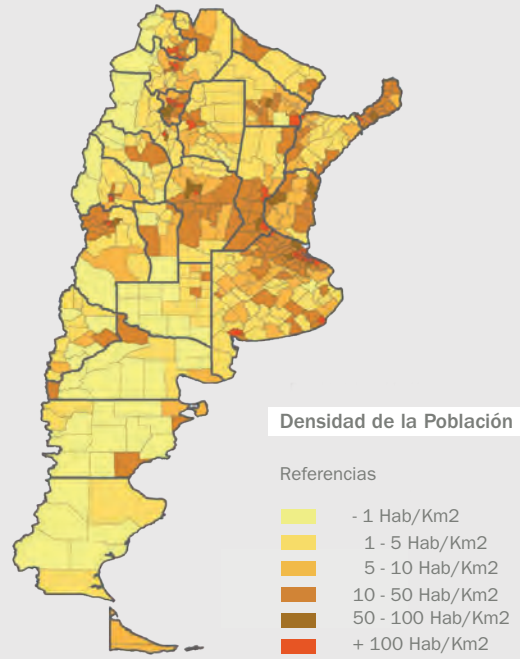 Densidad de la Población
Referencias
- 1 Hab/Km2
1 - 5 Hab/Km2
5 - 10 Hab/Km2
10 - 50 Hab/Km2
50 - 100 Hab/Km2
+ 100 Hab/Km2